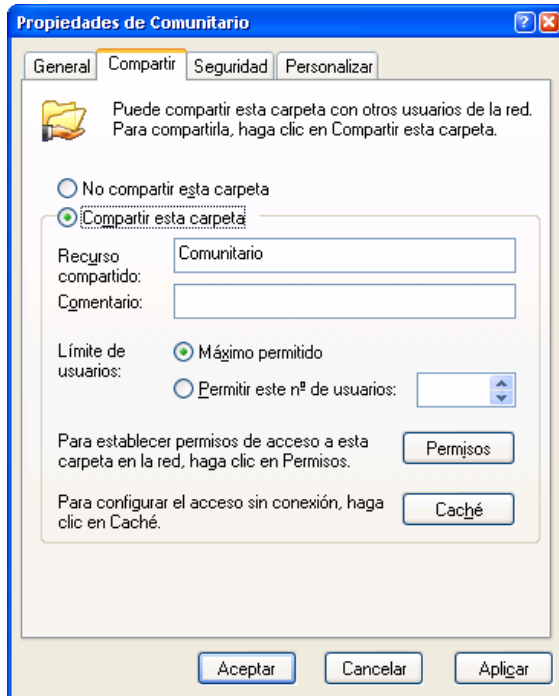 Propiedades de Comunitario
General Compartir Seguridad Personalizar
Puede compartir esta carpeta con otros usuarios de la red.
Para compartirla, haga clic en Compartir esta carpeta.
No compartir esta carpeta
Compartir esta carpeta
Recurso
compartido:
Comunitario
Comentario:
Límite de
usuarios:
Máximo permitido
Permitir este nº de usuarios:
Para establecer permisos de acceso a esta
carpeta en la red, haga clic en Permisos.
Permisos
Para configurar el acceso sin conexión, haga
clic en Caché.
Caché
Aceptar Cancelar Aplicar